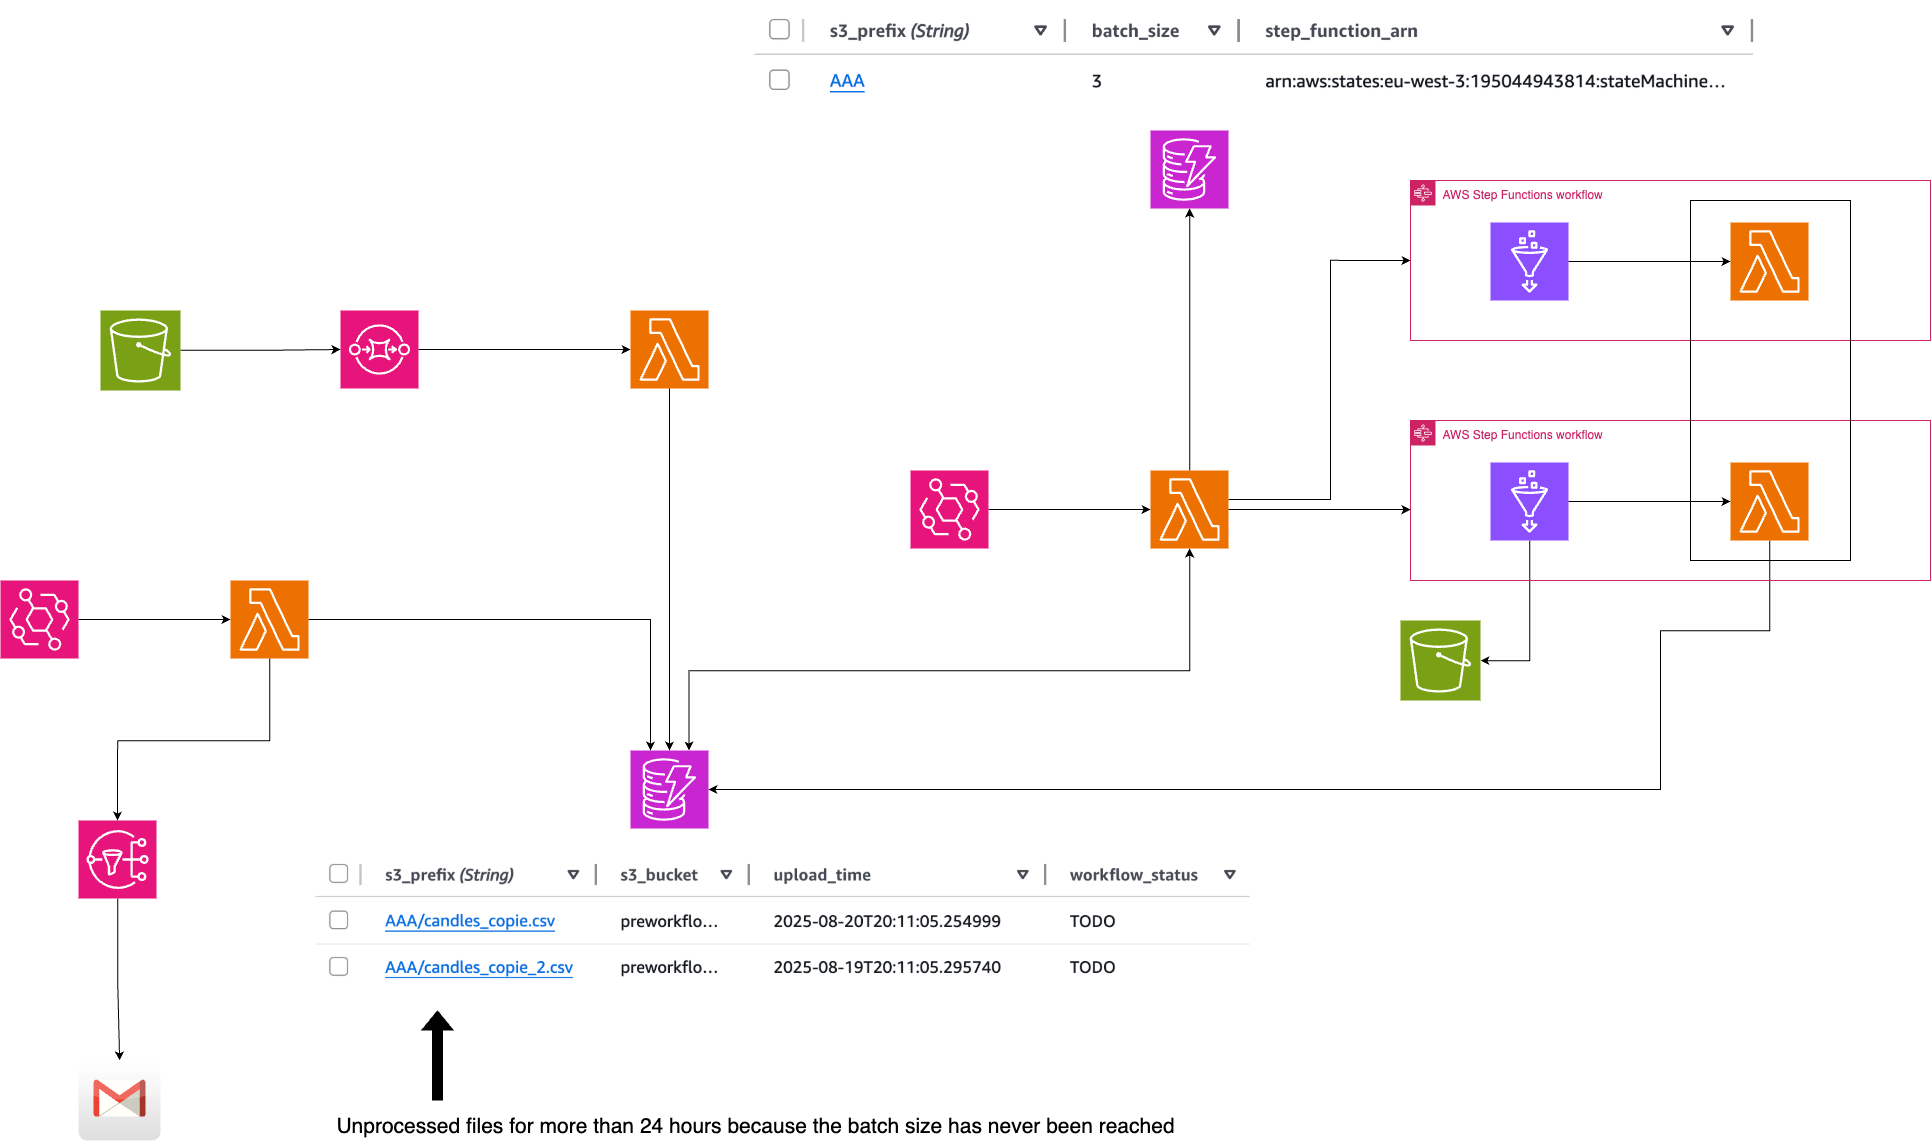 s3_prefix (String) batch_size step_function_arn
AAA 3 arn:aws:states:eu-west-3:195044943814:stateMachine…
AWS Step Functions workflow
AWS Step Functions workflow
s3_prefix (String) s3_bucket upload_time workflow_status
AAA/candles_copie.csv preworkflo… 2025-08-20T20:11:05.254999 TODO
AAA/candles_copie_2.csv preworkflo… 2025-08-19T20:11:05.295740 TODO
Unprocessed files for more than 24 hours because the batch size has never been reached